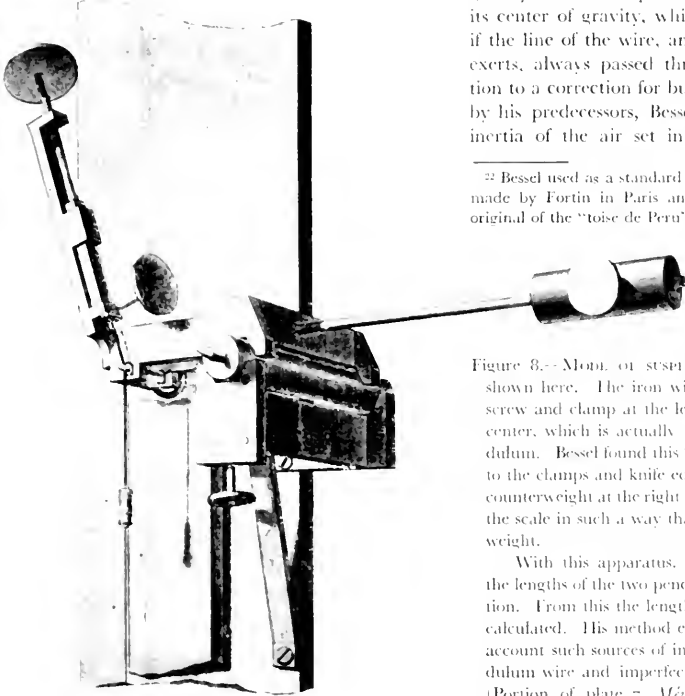 its center of gravity, whi
if the line of the wire, an
exerts, always passed thr
tion to a correction for bu
by his predecessors, Besse
inertia of the air set in
22 Bessel used as a standard
made by Fortin in Paris an
original of the "toise de Peru"
Figure 8.--MODE OF SUSPE
shown here. The iron wi
screw and clamp at the le
center, which is actually
dulum. Bessel found this
to the clamps and knife ed
counterweight at the right
the scale in such a way tha
weight.
With this apparatus,
the lengths of the two pend
tion. From this the lengt
calculated. His method e
account such sources of in
dulum wire and imperfec
(Portion of plate 7, Mé